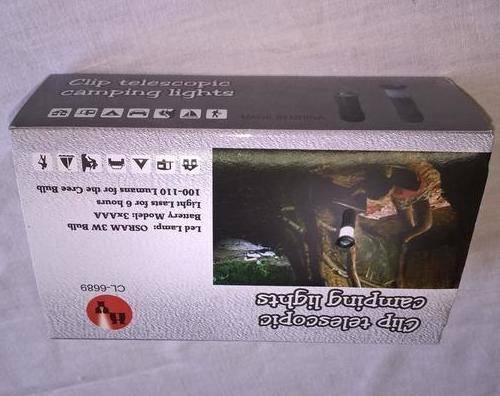 Clip telescopic
camping lights
MADE IN CHINA
Clip telescopic
camping lights
CL-6689
Led Lamp: OSRAM 3W Bulb
Battery Model: 3xAAA
Light Lasts for 6 hours
100-110 Lumans for the Cree Bulb